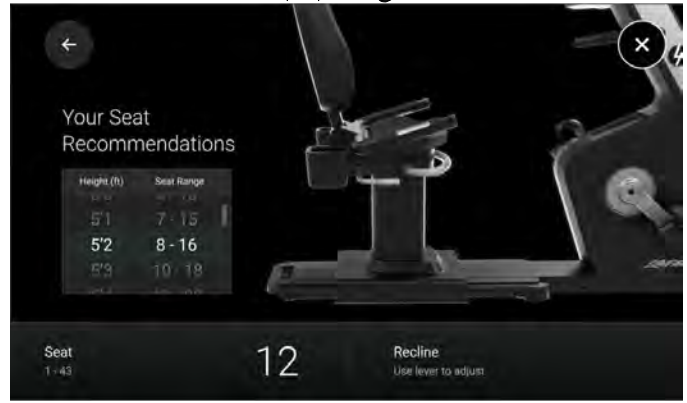 Your Seat
Recommendations
Height (ft) Seat Range
5'1 7 - 15
5'2 8 - 16
5'3 10 - 18
Seat
1 - 43
12
Recline
Use lever to adjust